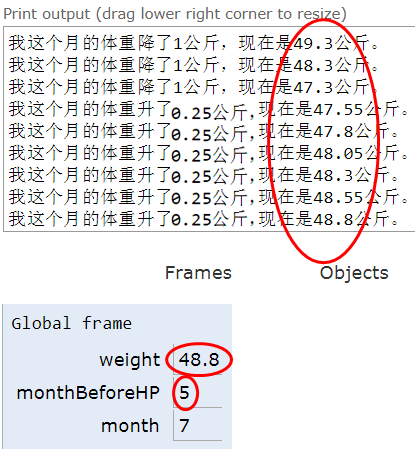 Print output (drag lower right corner to resize)
我这个月的体重降了1公斤，现在是49.3公斤。
我这个月的体重降了1公斤，现在是48.3公斤。
我这个月的体重降了1公斤，现在是47.3公斤。
我这个月的体重升了0.25公斤，现在是47.55公斤。
我这个月的体重升了0.25公斤，现在是47.8公斤。
我这个月的体重升了0.25公斤，现在是48.05公斤。
我这个月的体重升了0.25公斤，现在是48.3公斤。
我这个月的体重升了0.25公斤，现在是48.55公斤。
我这个月的体重升了0.25公斤，现在是48.8公斤。
Frames Objects
Global frame
weight 48.8
monthBeforeHP 5
month 7